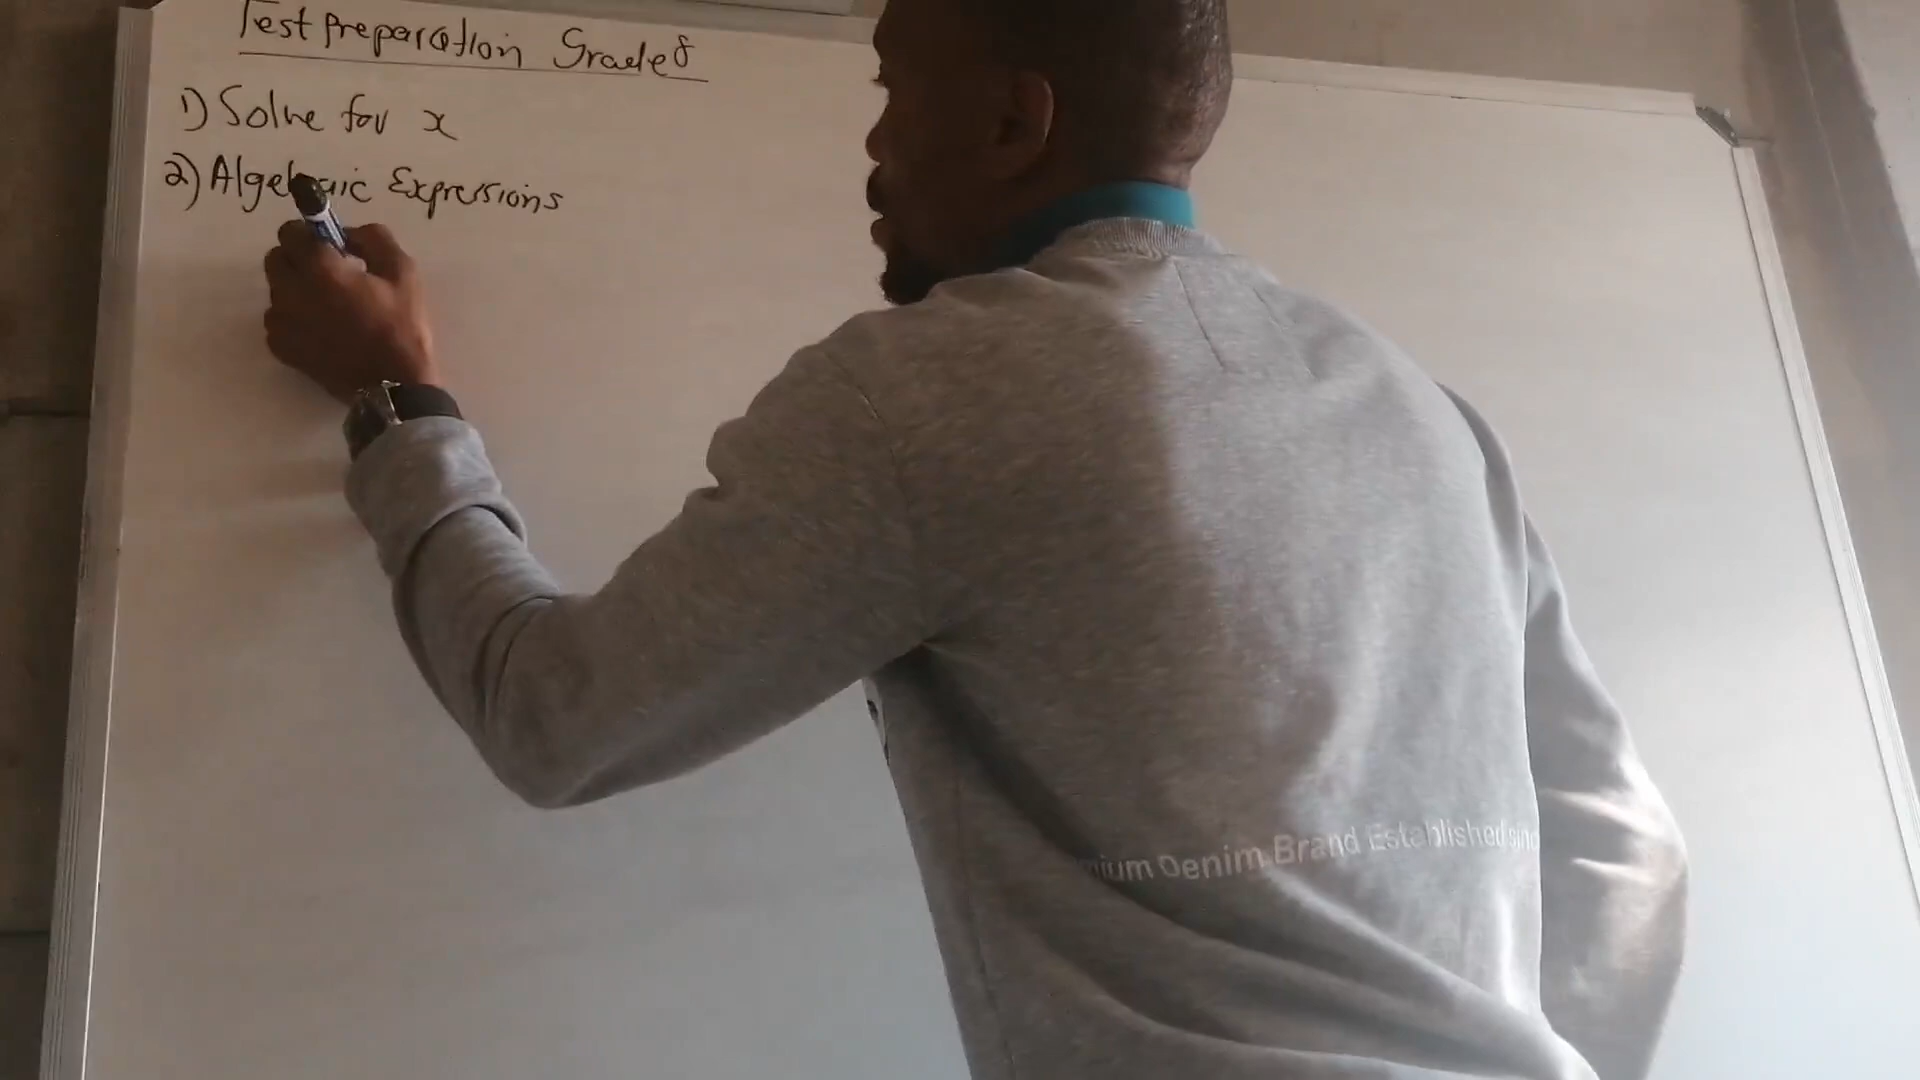 Test Preparation Grade 8
1) Solve for x
2) Algebraic Expressions
Denim Brand Established